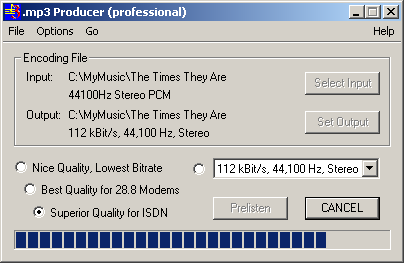 .mp3 Producer (professional)
File Options Go Help
Encoding File
Input: C:\MyMusic\The Times They Are
44100Hz Stereo PCM
Select Input
Output: C:\MyMusic\The Times They Are
112 kBit/s, 44,100 Hz, Stereo
Set Output
Nice Quality, Lowest Bitrate
112 kBit/s, 44,100 Hz, Stereo
Best Quality for 28.8 Modems
Superior Quality for ISDN
Prelisten
CANCEL